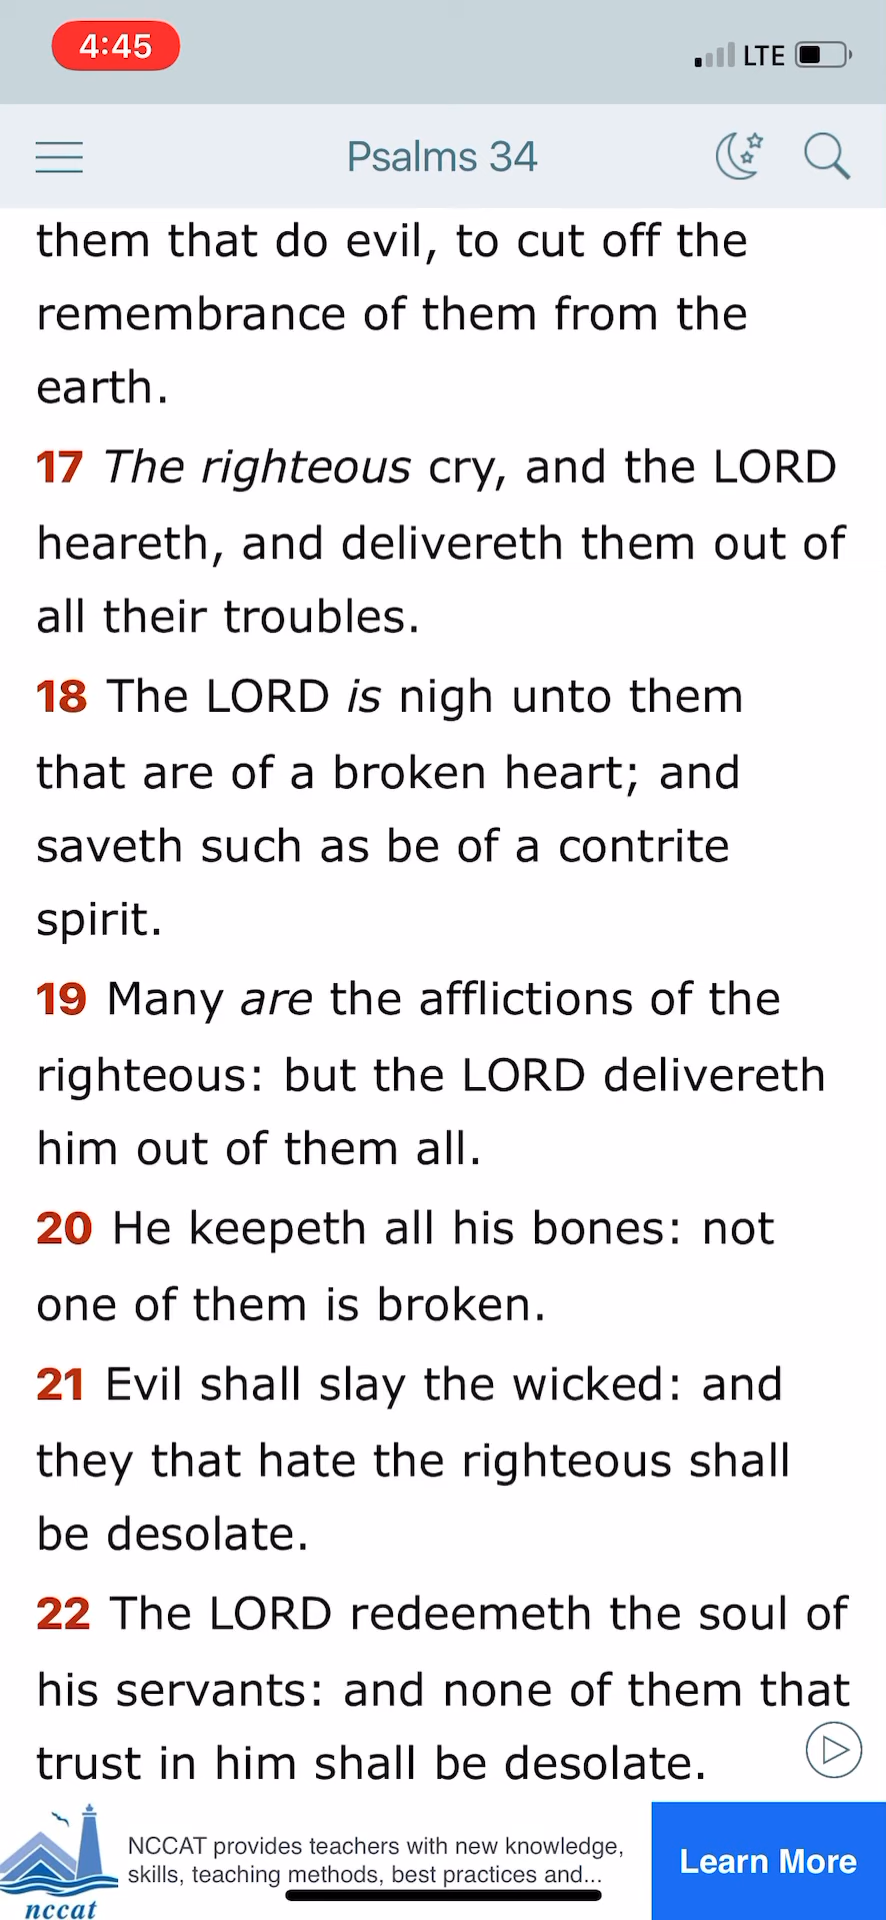 4:45
LTE
Psalms 34
them that do evil, to cut off the
remembrance of them from the
earth.
17 The righteous cry, and the LORD
heareth, and delivereth them out of
all their troubles.
18 The LORD is nigh unto them
that are of a broken heart; and
saveth such as be of a contrite
spirit.
19 Many are the afflictions of the
righteous: but the LORD delivereth
him out of them all.
20 He keepeth all his bones: not
one of them is broken.
21 Evil shall slay the wicked: and
they that hate the righteous shall
be desolate.
22 The LORD redeemeth the soul of
his servants: and none of them that
trust in him shall be desolate.
NCCAT provides teachers with new knowledge,
skills, teaching methods, best practices and...
Learn More
nccat